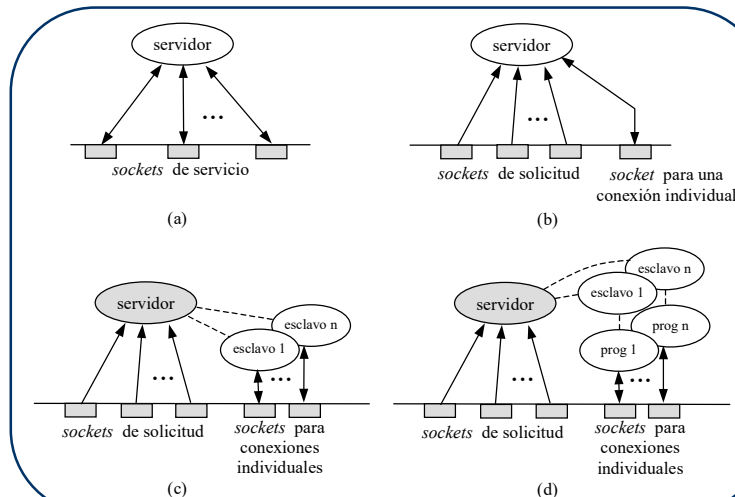 servidor
...
sockets de servicio
(a)
servidor
...
sockets de solicitud
socket para una
conexión individual
(b)
servidor
esclavo n
esclavo 1
...
...
sockets de solicitud
sockets para
conexiones
individuales
(c)
servidor
esclavo n
esclavo 1
prog n
prog 1
...
...
sockets de solicitud
sockets para
conexiones
individuales
(d)